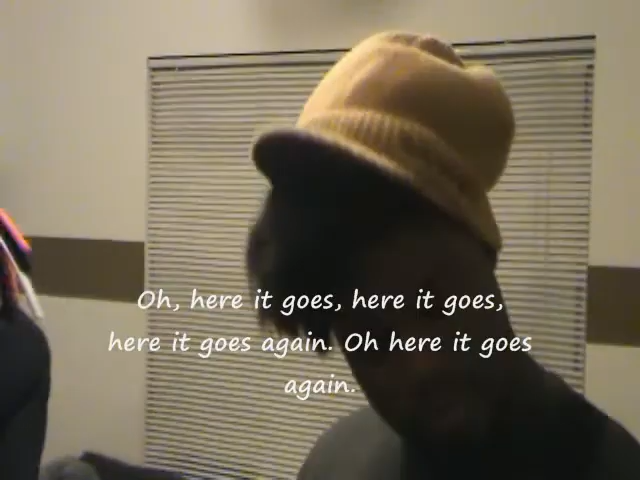 Oh, here it goes, here it goes,
here it goes again. Oh here it goes
again.